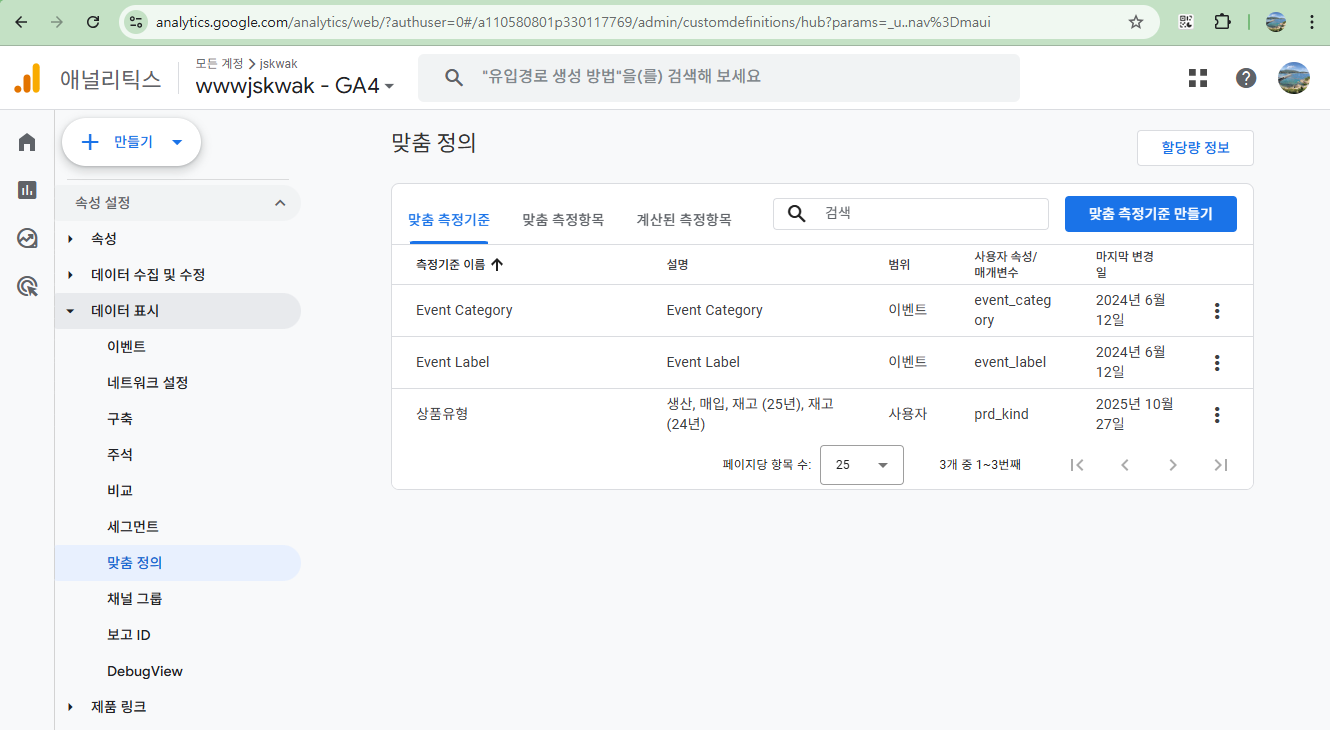 analytics.google.com/analytics/web/?authuser=0#/a110580801p330117769/admin/customdefinitions/hub?params=_u..nav%3Dmaui
애널리틱스
모든 계정 > jskwak
wwwjskwak - GA4
"유입경로 생성 방법"을(를) 검색해 보세요
만들기
속성 설정
속성
데이터 수집 및 수정
데이터 표시
이벤트
네트워크 설정
구축
주석
비교
세그먼트
맞춤 정의
채널 그룹
보고 ID
DebugView
제품 링크
맞춤 정의
할당량 정보
맞춤 측정기준 맞춤 측정항목 계산된 측정항목
검색
맞춤 측정기준 만들기
측정기준 이름 설명 범위 사용자 속성/ 마지막 변경
매개변수 일
Event Category Event Category 이벤트 event_categ 2024년 6월
ory 12일
Event Label Event Label 이벤트 event_label 2024년 6월
12일
상품유형 생산, 매입, 재고 (25년), 재고 사용자 prd_kind 2025년 10월
(24년) 27일
페이지당 항목 수: 25 3개 중 1~3번째